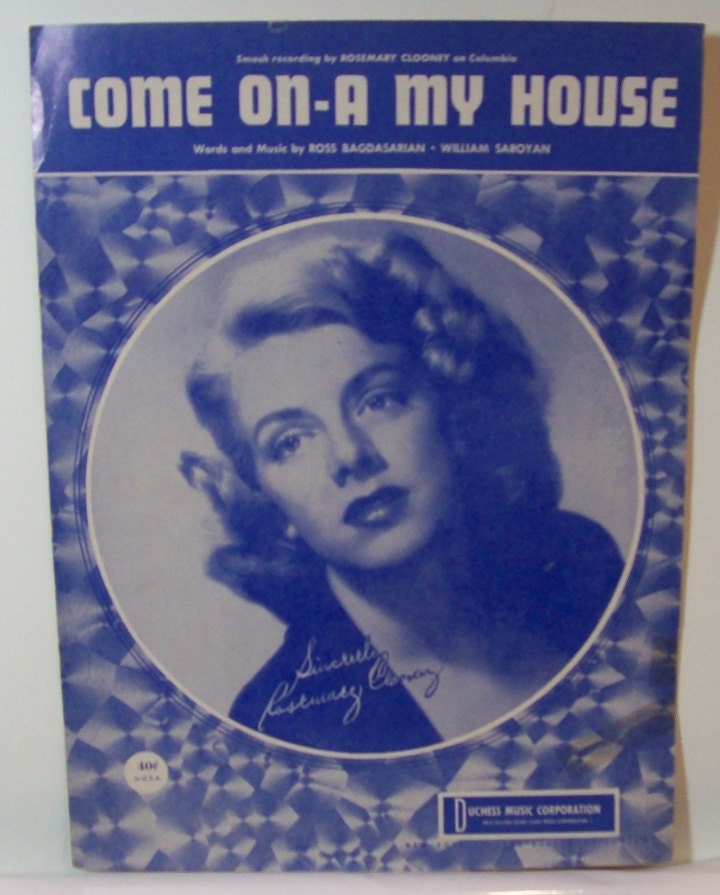 Smash recording by ROSEMARY CLOONEY on Columbia
COME ON-A MY HOUSE
Words and Music by ROSS BAGDASARIAN • WILLIAM SAROYAN
Sincerely
Rosemary Clooney
40¢
U.S.A.
DUCHESS MUSIC CORPORATION